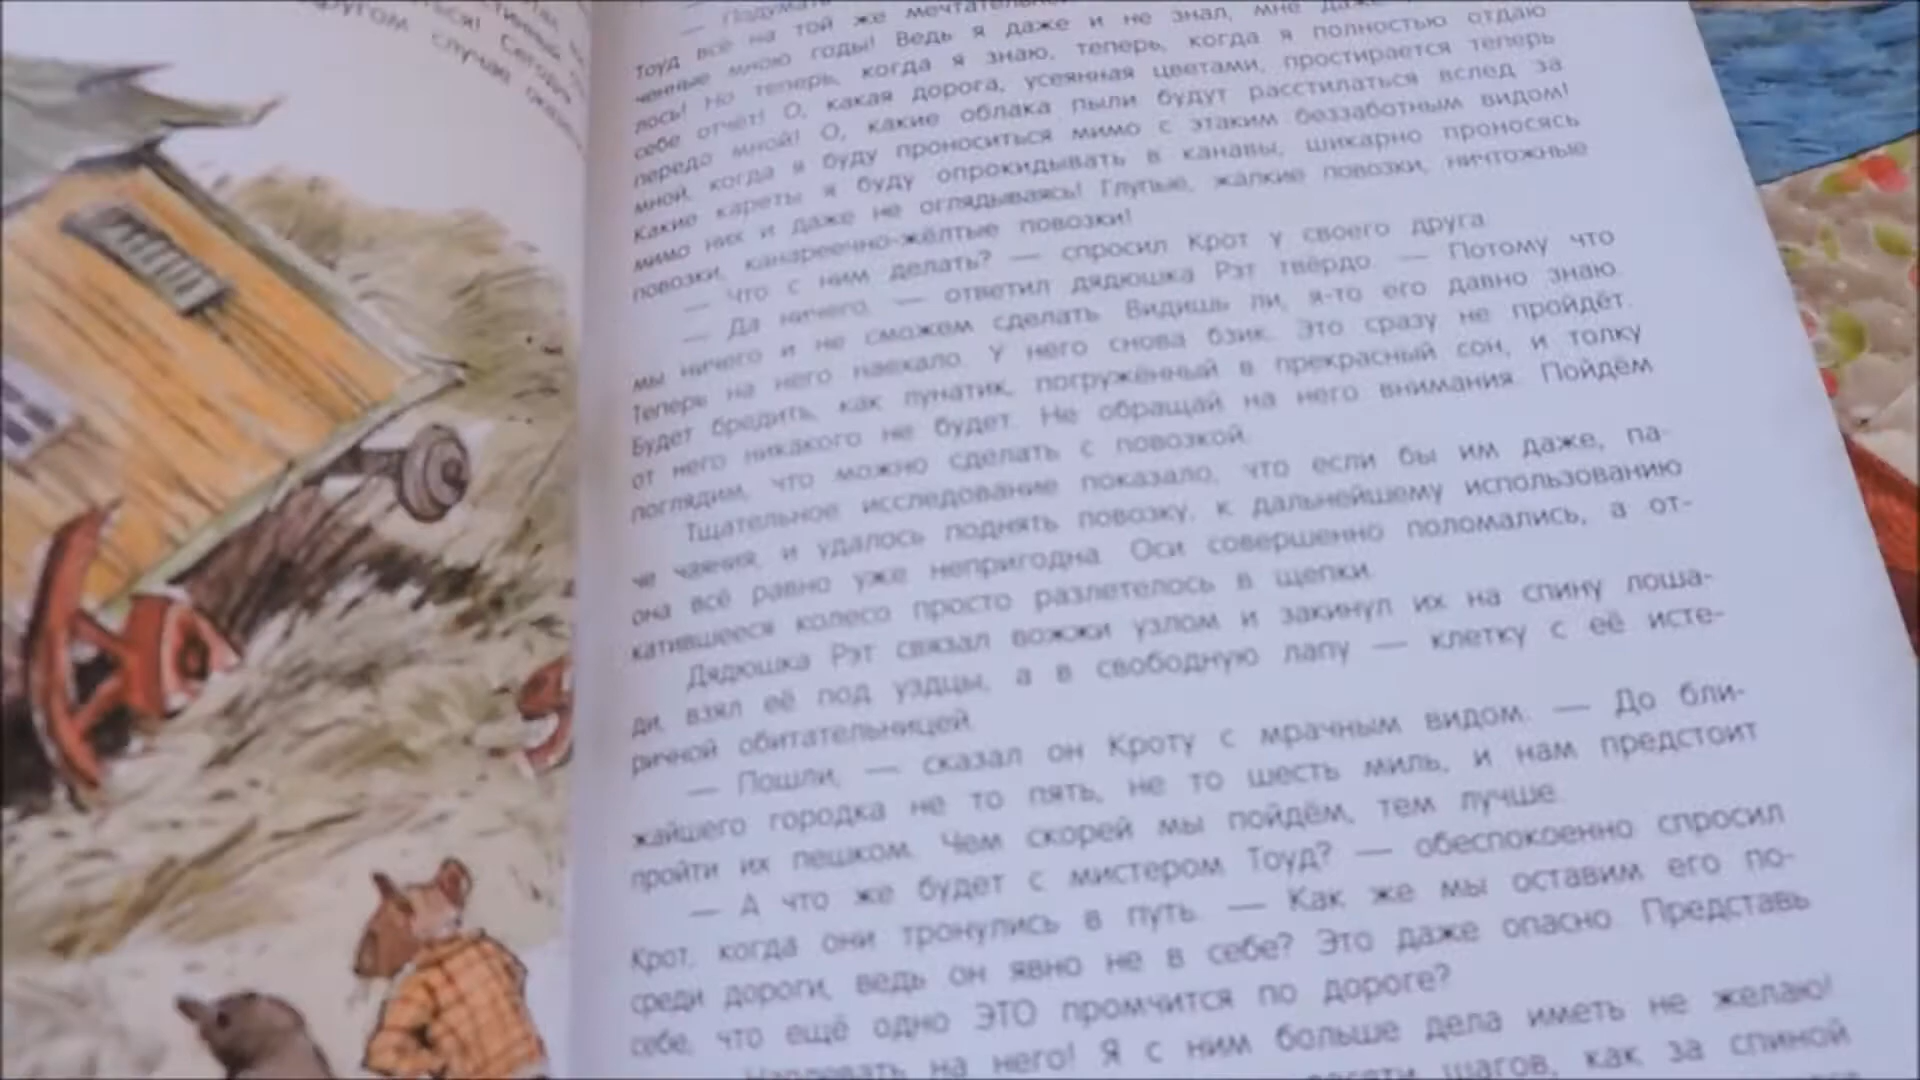 другом случае
Сегодня
— Подумать
Тоуд всё на той же мечтательной
ченные мною годы! Ведь я даже и не знал, мне даже
лось! Но теперь, когда я знаю, теперь, когда я полностью отдаю
себе отчёт! О, какая дорога, усеянная цветами, простирается теперь
передо мной! О, какие облака пыли будут расстилаться вслед за
мной, когда я буду проноситься мимо с этаким беззаботным видом!
Какие кареты я буду опрокидывать в канавы, шикарно проносясь
мимо них и даже не оглядываясь! Глупые, жалкие повозки, ничтожные
повозки, канареечно-жёлтые повозки!
— Что с ним делать? — спросил Крот у своего друга.
— Да ничего, — ответил дядюшка Рэт твёрдо. — Потому что
мы ничего и не сможем сделать. Видишь ли, я-то его давно знаю.
Теперь на него наехало. У него снова бзик. Это сразу не пройдёт.
Будет бредить, как лунатик, погружённый в прекрасный сон, и толку
от него никакого не будет. Не обращай на него внимания. Пойдём
поглядим, что можно сделать с повозкой.
Тщательное исследование показало, что если бы им даже, па-
че чаяния, и удалось поднять повозку, к дальнейшему использованию
она всё равно уже непригодна. Оси совершенно поломались, а от-
катившееся колесо просто разлетелось в щепки.
Дядюшка Рэт связал вожжи узлом и закинул их на спину лоша-
ди, взял её под уздцы, а в свободную лапу — клетку с её исте-
ричной обитательницей.
— Пошли, — сказал он Кроту с мрачным видом. — До бли-
жайшего городка не то пять, не то шесть миль, и нам предстоит
пройти их пешком. Чем скорей мы пойдём, тем лучше.
— А что же будет с мистером Тоуд? — обеспокоенно спросил
Крот, когда они тронулись в путь. — Как же мы оставим его по-
среди дороги, ведь он явно не в себе? Это даже опасно. Представь
себе, что ещё одно ЭТО промчится по дороге?
Наплевать на него! Я с ним больше дела иметь не желаю!
шагов, как за спиной